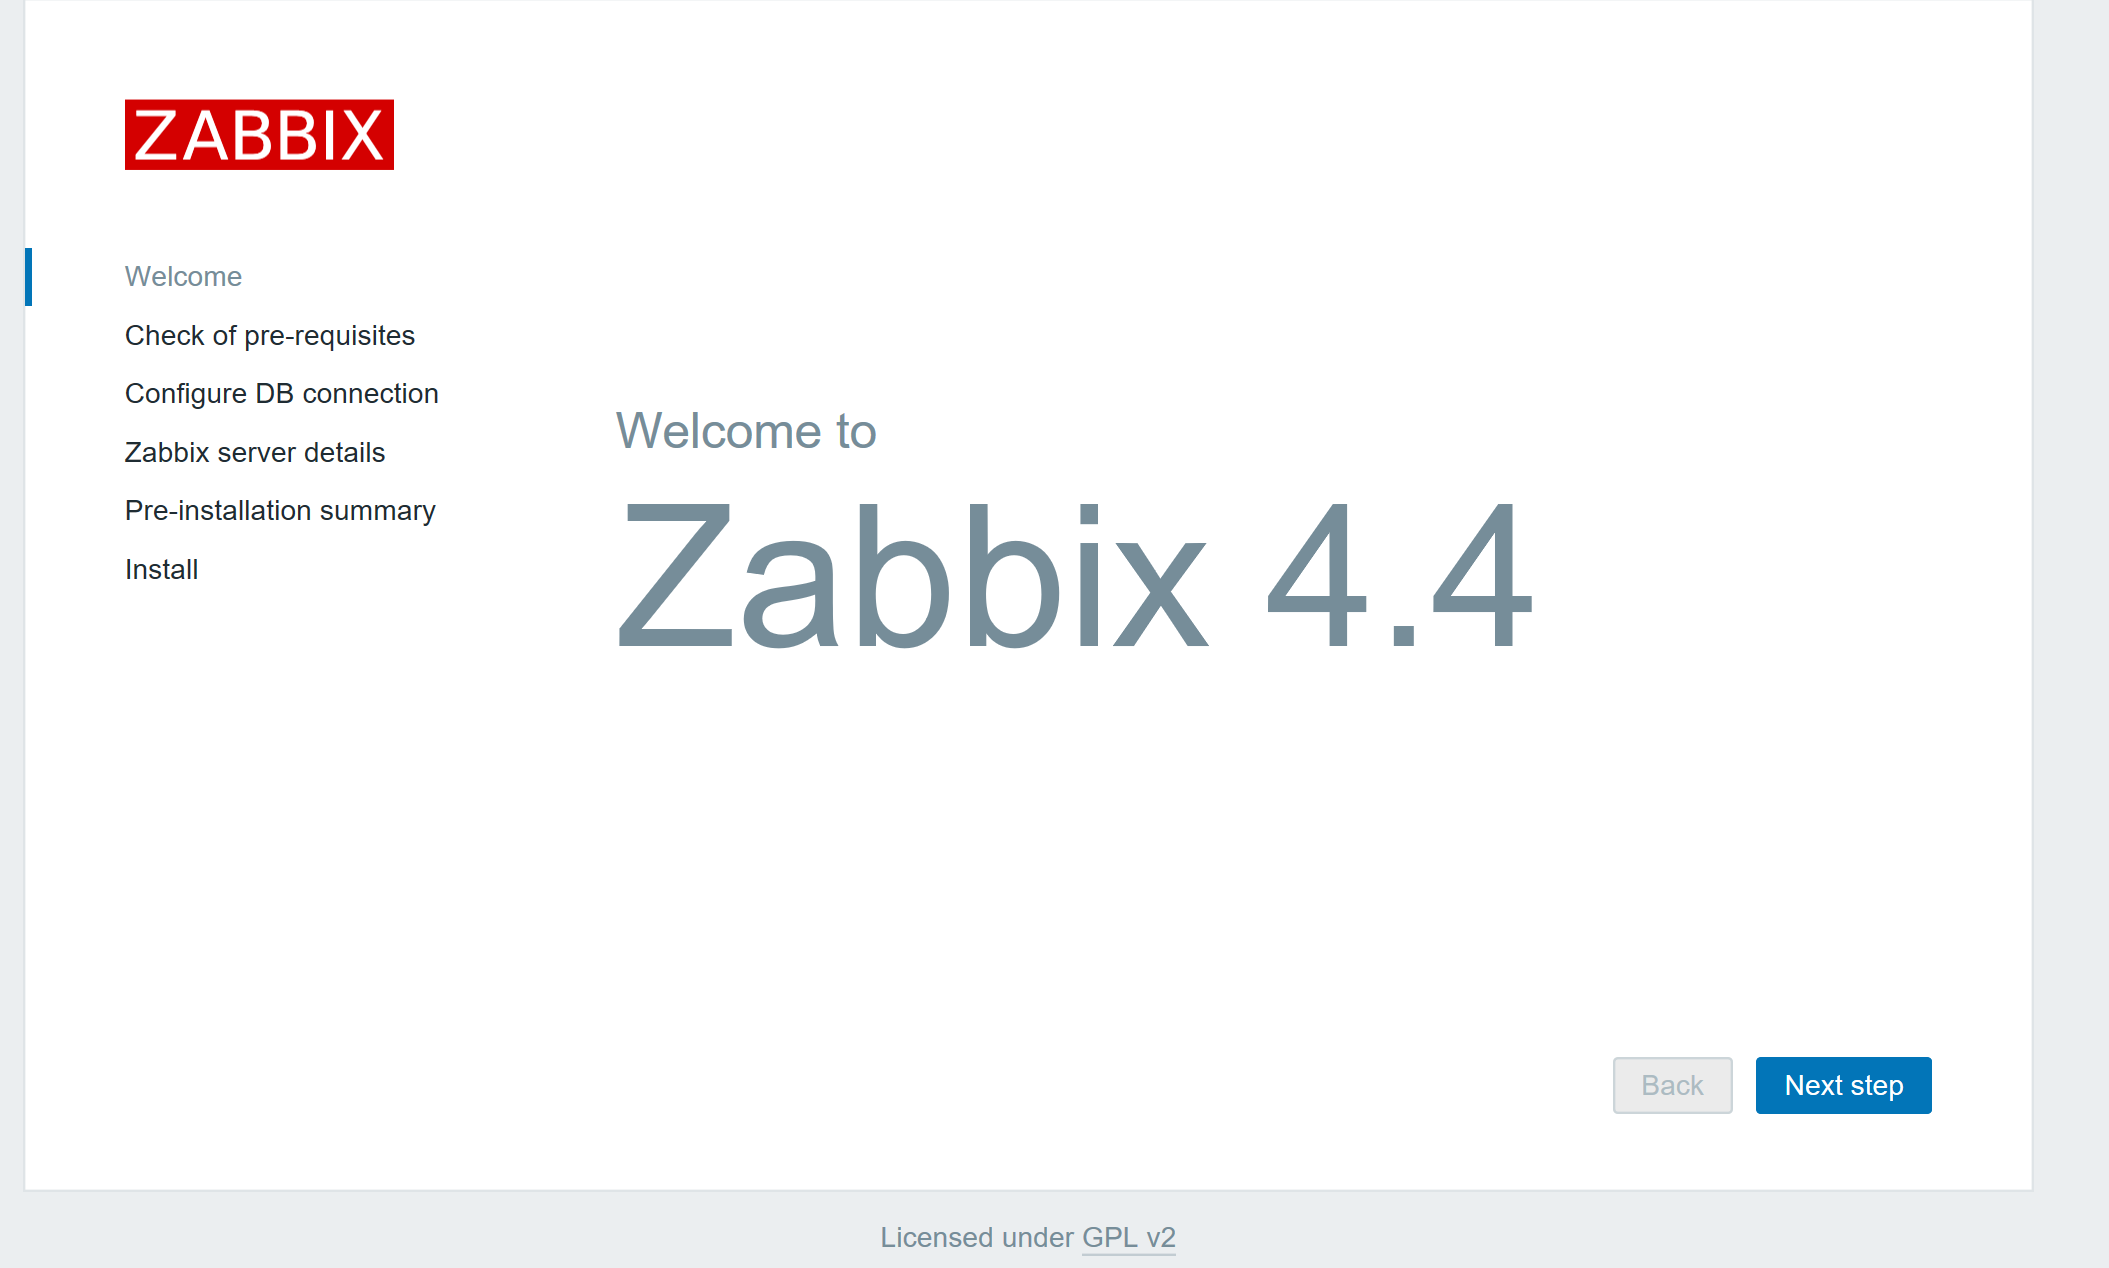 ZABBIX
Welcome
Check of pre-requisites
Configure DB connection
Zabbix server details
Pre-installation summary
Install
Welcome to
Zabbix 4.4
Back
Next step
Licensed under GPL v2